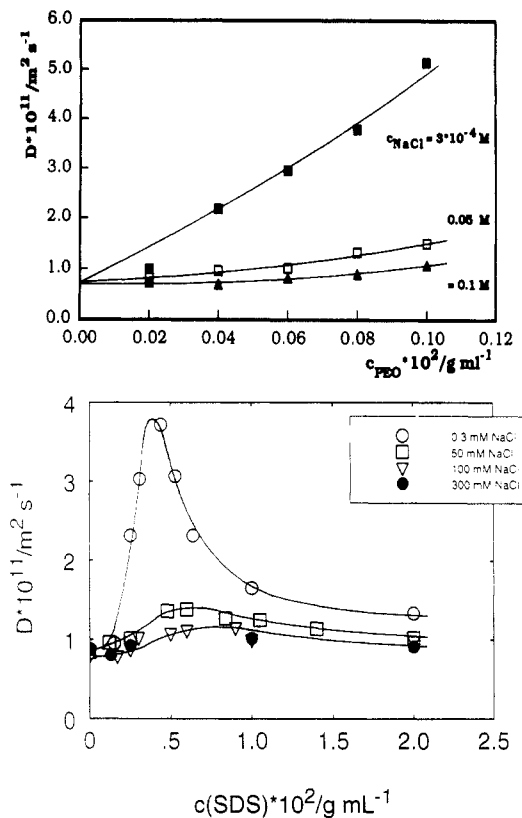 6.0
5.0
4.0
3.0
2.0
1.0
0.0
D*10^11/m^2 s^-1
c_NaCl = 3*10^-4 M
0.05 M
= 0.1 M
0.00 0.02 0.04 0.06 0.08 0.10 0.12
c_PEO*10^2/g ml^-1
4
3
2
1
0
D*10^11/m^2 s^-1
0.3 mM NaCl
50 mM NaCl
100 mM NaCl
300 mM NaCl
0 .5 1.0 1.5 2.0 2.5
c(SDS)*10^2/g mL^-1